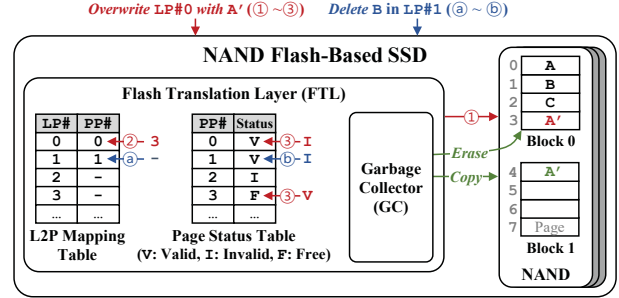 Overwrite LP#0 with A' (①~③)
Delete B in LP#1 (ⓐ ~ ⓑ)
NAND Flash-Based SSD
Flash Translation Layer (FTL)
LP# PP#
0 0 ② 3
1 1 ⓐ -
2 -
3 -
... ...
L2P Mapping
Table
PP# Status
0 V ③ I
1 V ⓑ I
2 I
3 F ③ V
... ...
Page Status Table
(V: Valid, I: Invalid, F: Free)
Garbage
Collector
(GC)
①
Erase
Copy
0 A
1 B
2 C
3 A'
Block 0
4 A'
5
6
7 Page
Block 1
NAND